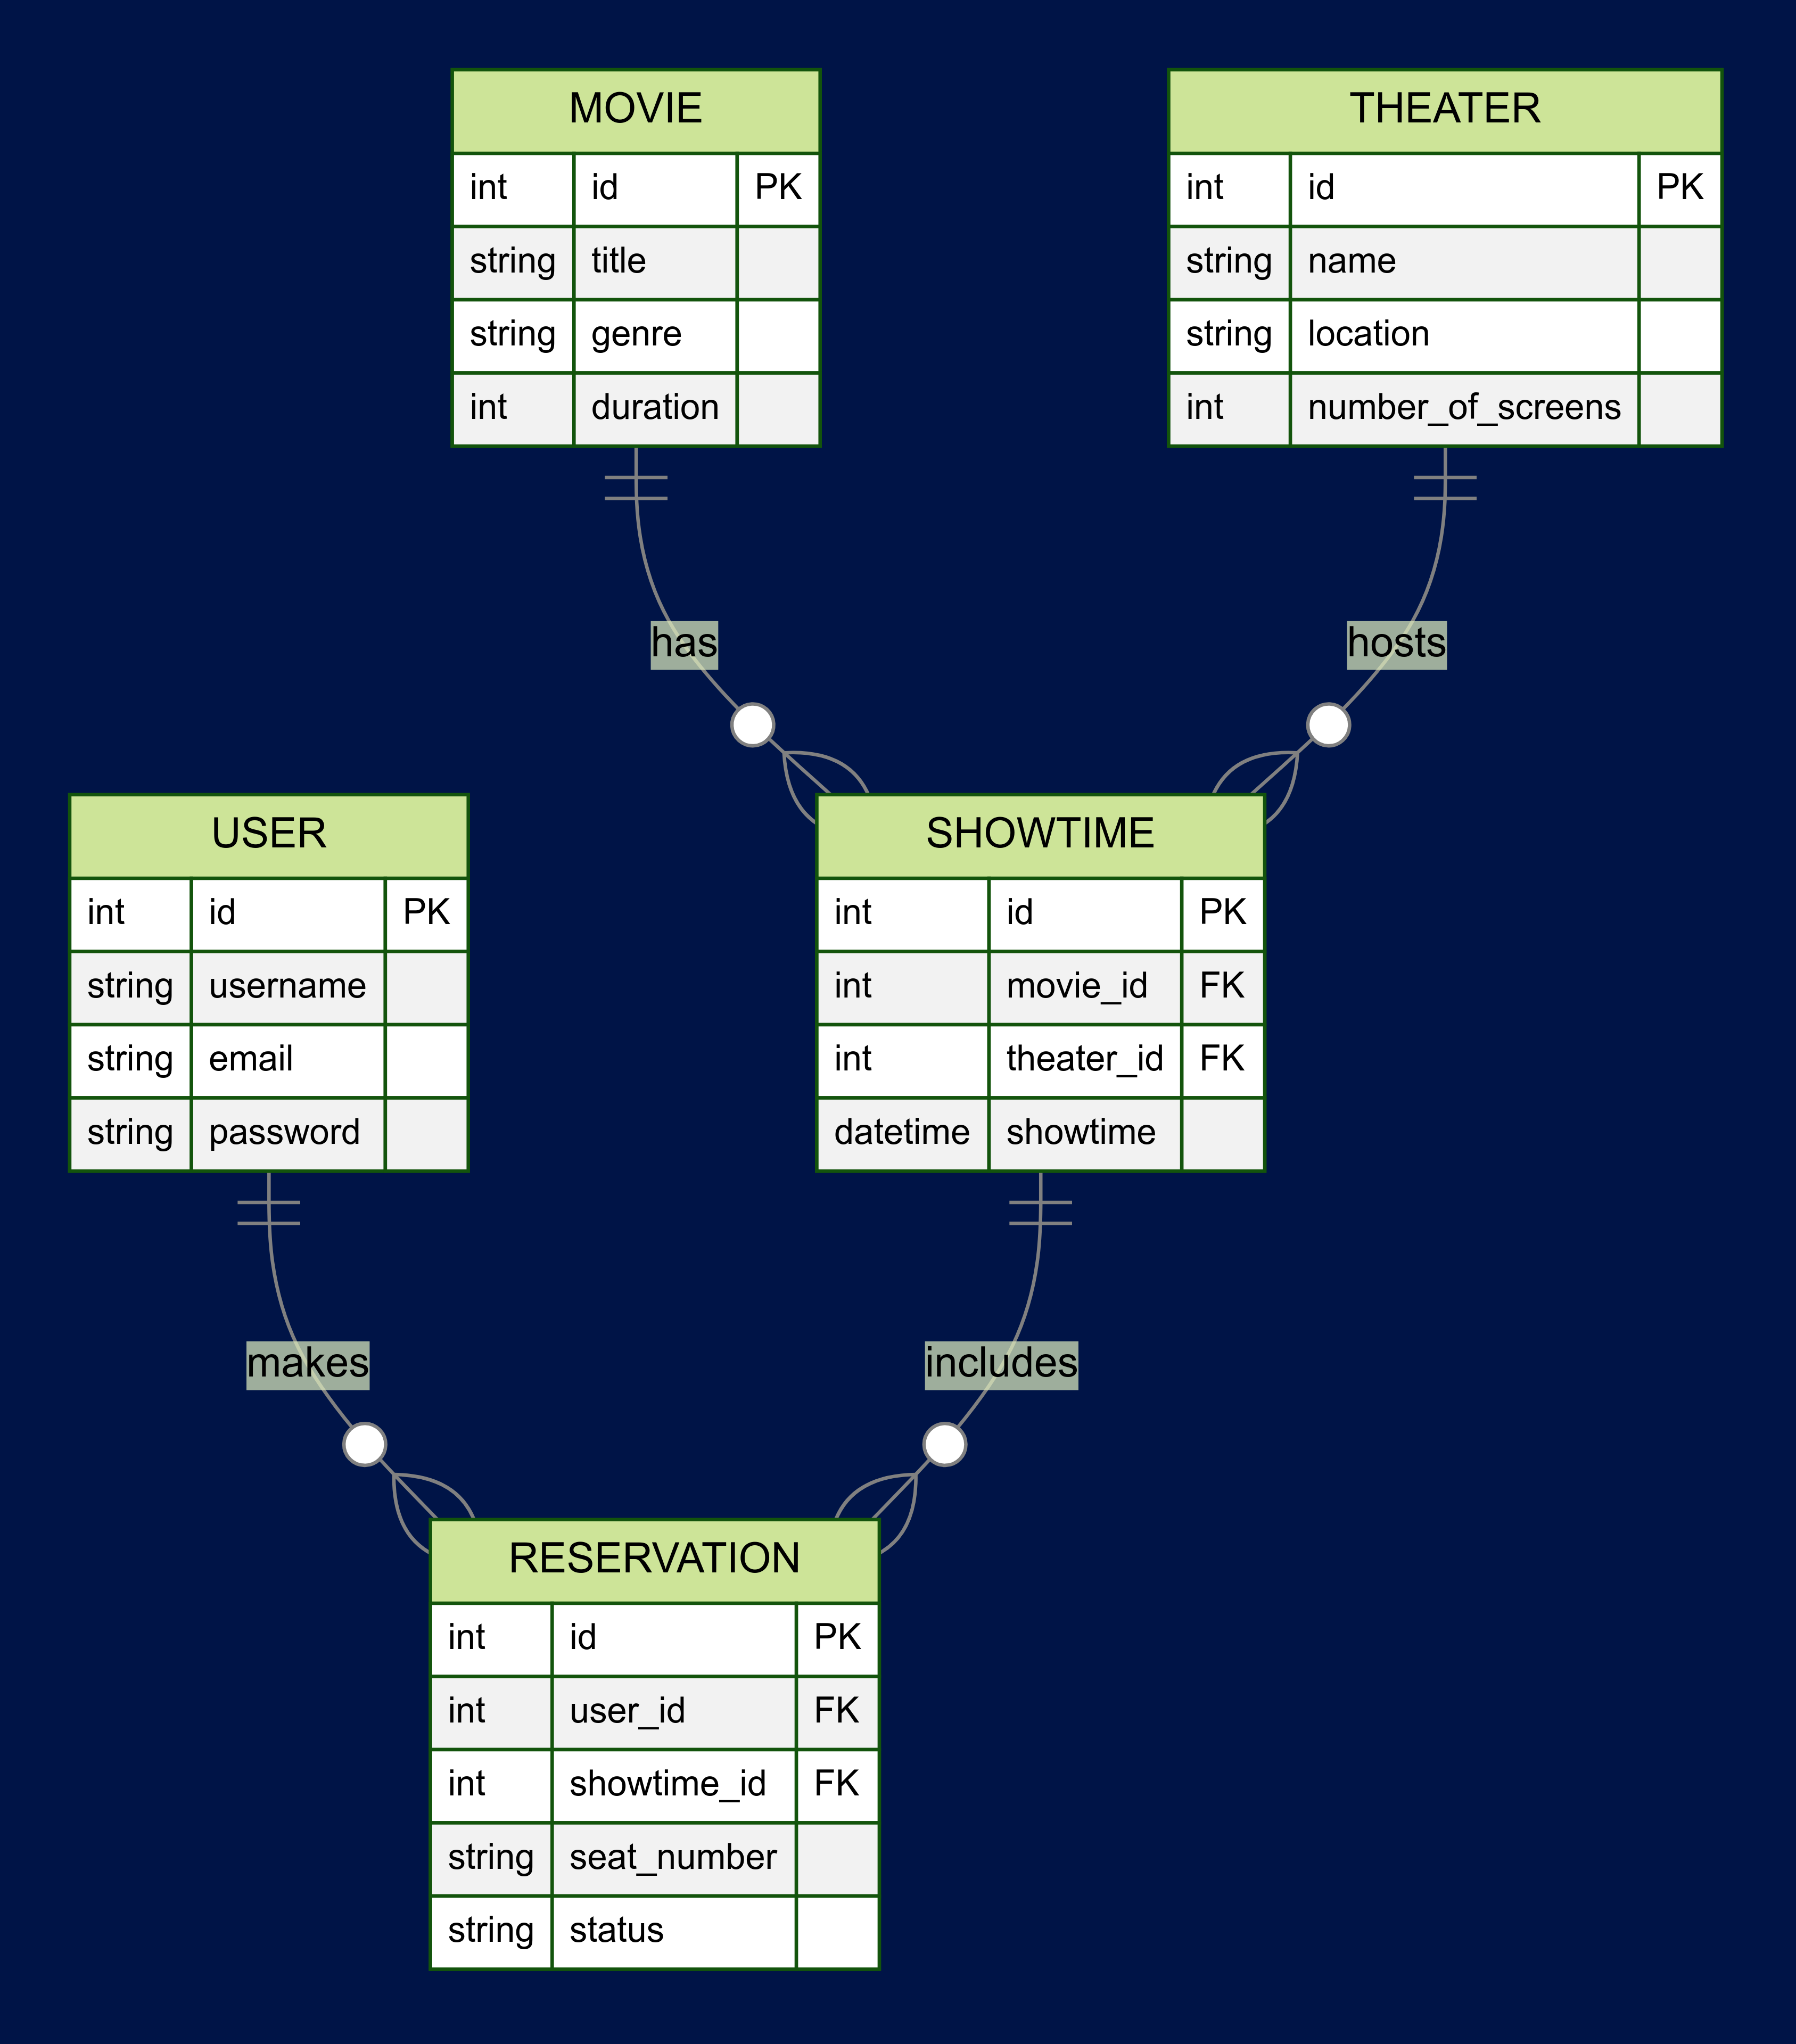 MOVIE
int id PK
string title
string genre
int duration
THEATER
int id PK
string name
string location
int number_of_screens
has
hosts
USER
int id PK
string username
string email
string password
SHOWTIME
int id PK
int movie_id FK
int theater_id FK
datetime showtime
makes
includes
RESERVATION
int id PK
int user_id FK
int showtime_id FK
string seat_number
string status